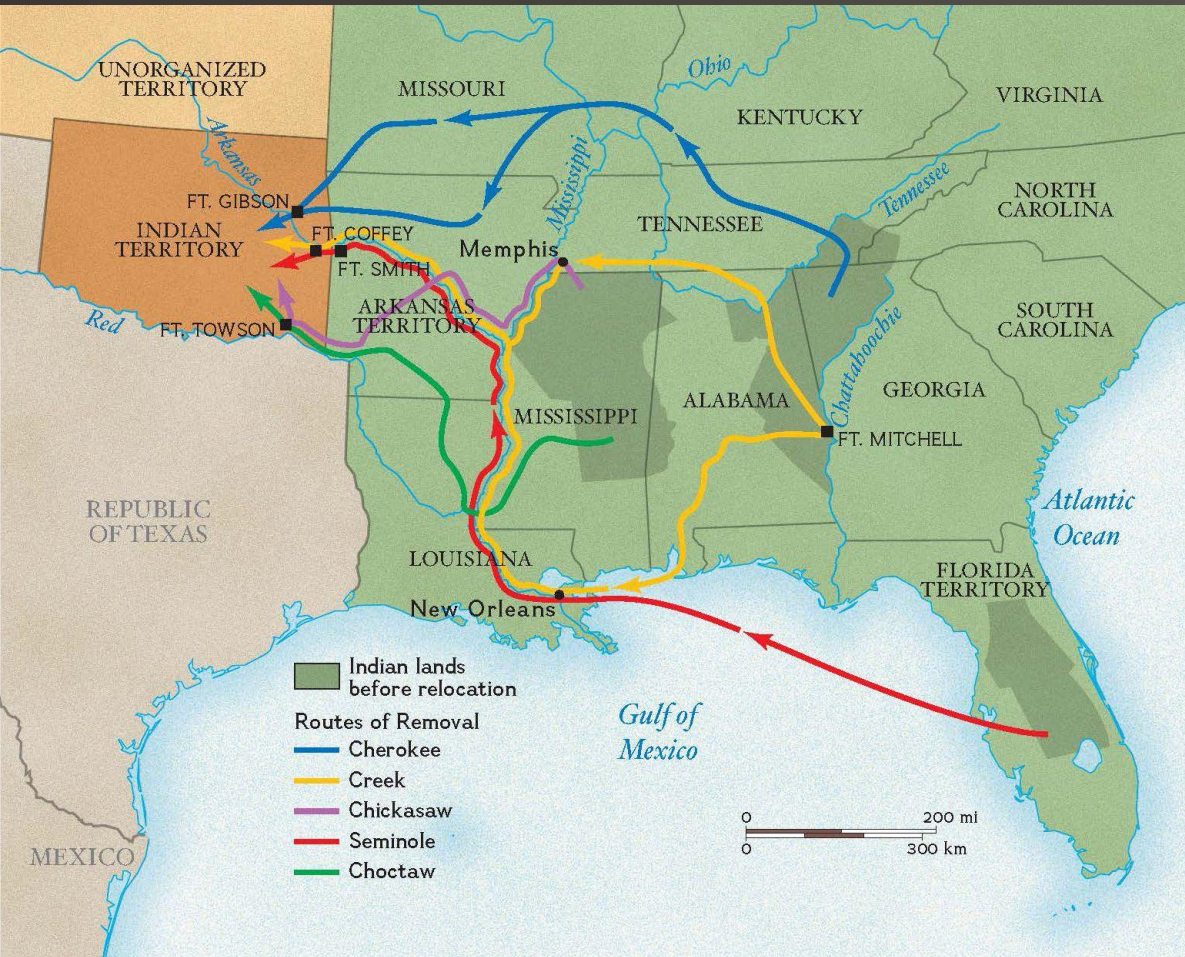 UNORGANIZED
TERRITORY
MISSOURI
Ohio
KENTUCKY
VIRGINIA
Arkansas
Mississippi
Tennessee
FT. GIBSON
INDIAN
TERRITORY
FT. COFFEY
FT. SMITH
Memphis
TENNESSEE
NORTH
CAROLINA
Red
FT. TOWSON
ARKANSAS
TERRITORY
SOUTH
CAROLINA
Chattahoochie
MISSISSIPPI
ALABAMA
GEORGIA
FT. MITCHELL
REPUBLIC
OF TEXAS
Atlantic
Ocean
LOUISIANA
New Orleans
FLORIDA
TERRITORY
Indian lands
before relocation
Routes of Removal
Cherokee
Creek
Chickasaw
Seminole
Choctaw
Gulf of
Mexico
0 200 mi
0 300 km
MEXICO